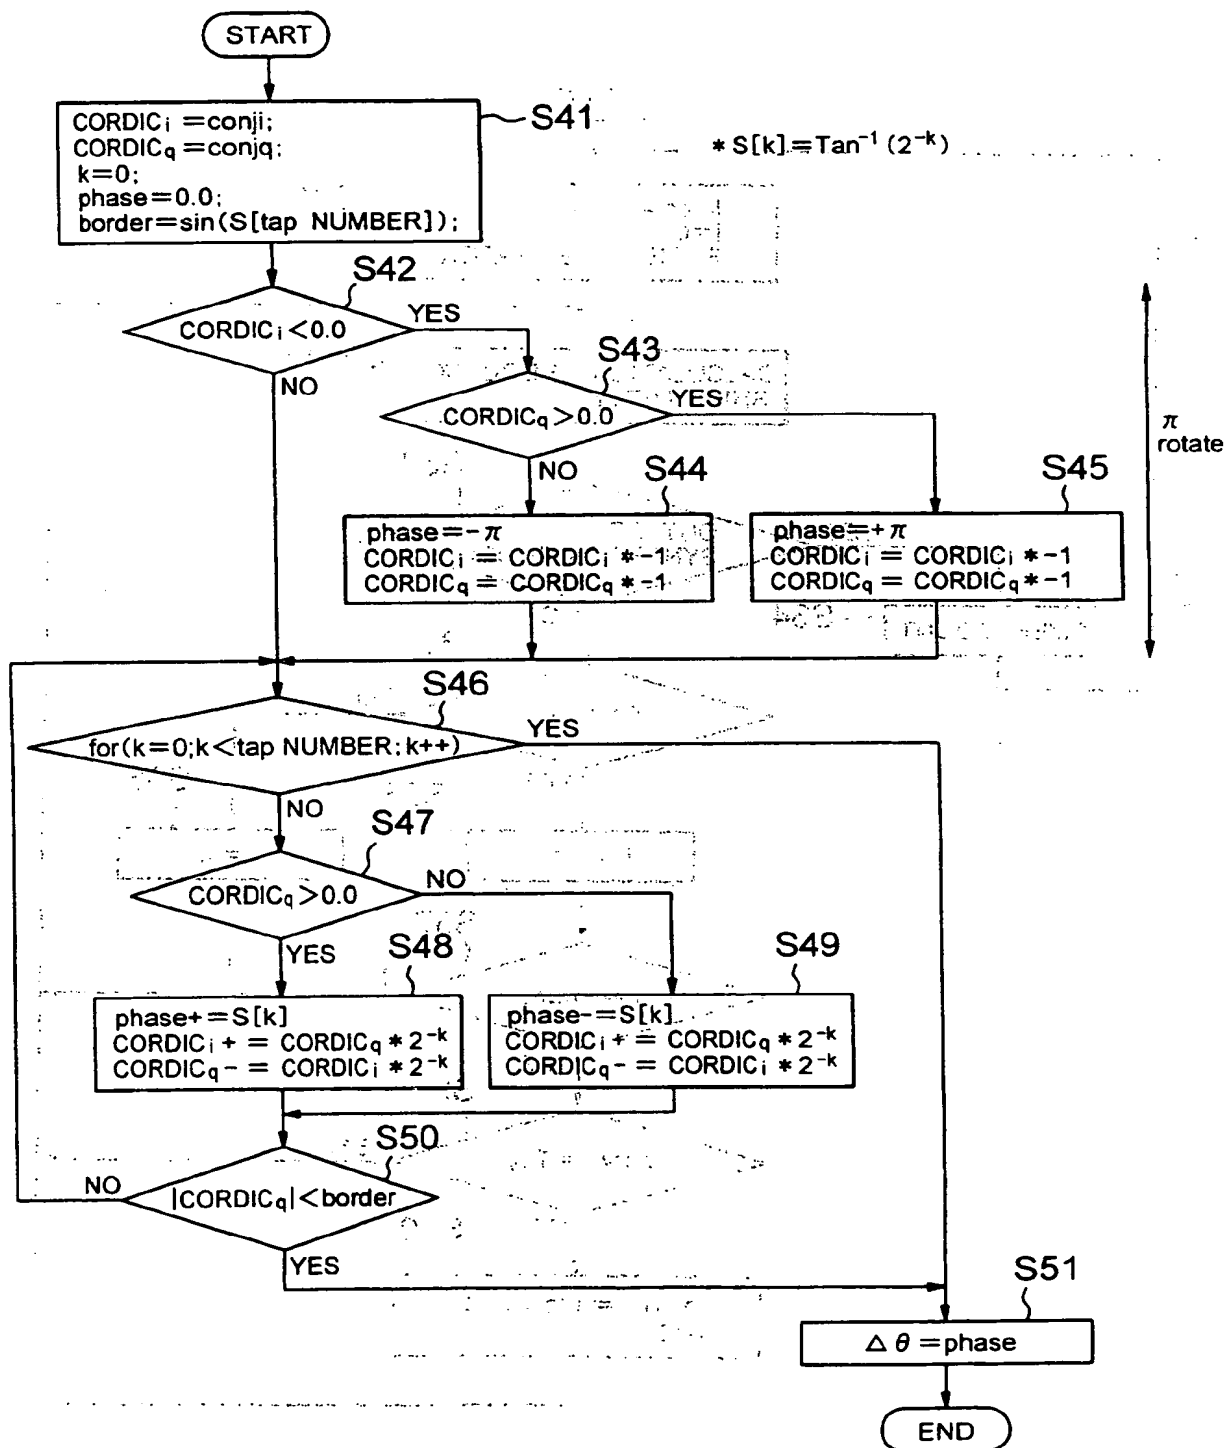 START
S41
CORDICi=conji;
CORDICq=conjq;
k=0;
phase=0.0;
border=sin(S[tap NUMBER]);
* S[k]=Tan⁻¹(2⁻ᵏ)
S42
CORDICi<0.0
YES
NO
S43
CORDICq>0.0
YES
NO
π
rotate
S44
phase=-π
CORDICi = CORDICi *-1
CORDICq = CORDICq *-1
S45
phase=+π
CORDICi = CORDICi *-1
CORDICq = CORDICq *-1
S46
for(k=0;k<tap NUMBER;k++)
YES
NO
S47
CORDICq>0.0
NO
YES
S48
phase+=S[k]
CORDICi+ = CORDICq * 2⁻ᵏ
CORDICq- = CORDICi * 2⁻ᵏ
S49
phase-=S[k]
CORDICi+ = CORDICq * 2⁻ᵏ
CORDICq- = CORDICi * 2⁻ᵏ
S50
|CORDICq|<border
NO
YES
S51
△θ=phase
END